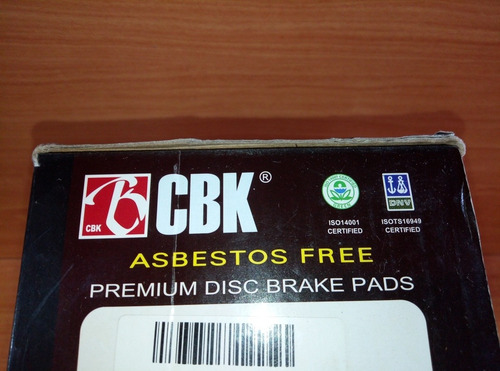 CBK
CBK®
ISO14001
CERTIFIED
DNV
ISOTS16949
CERTIFIED
ASBESTOS FREE
PREMIUM DISC BRAKE PADS